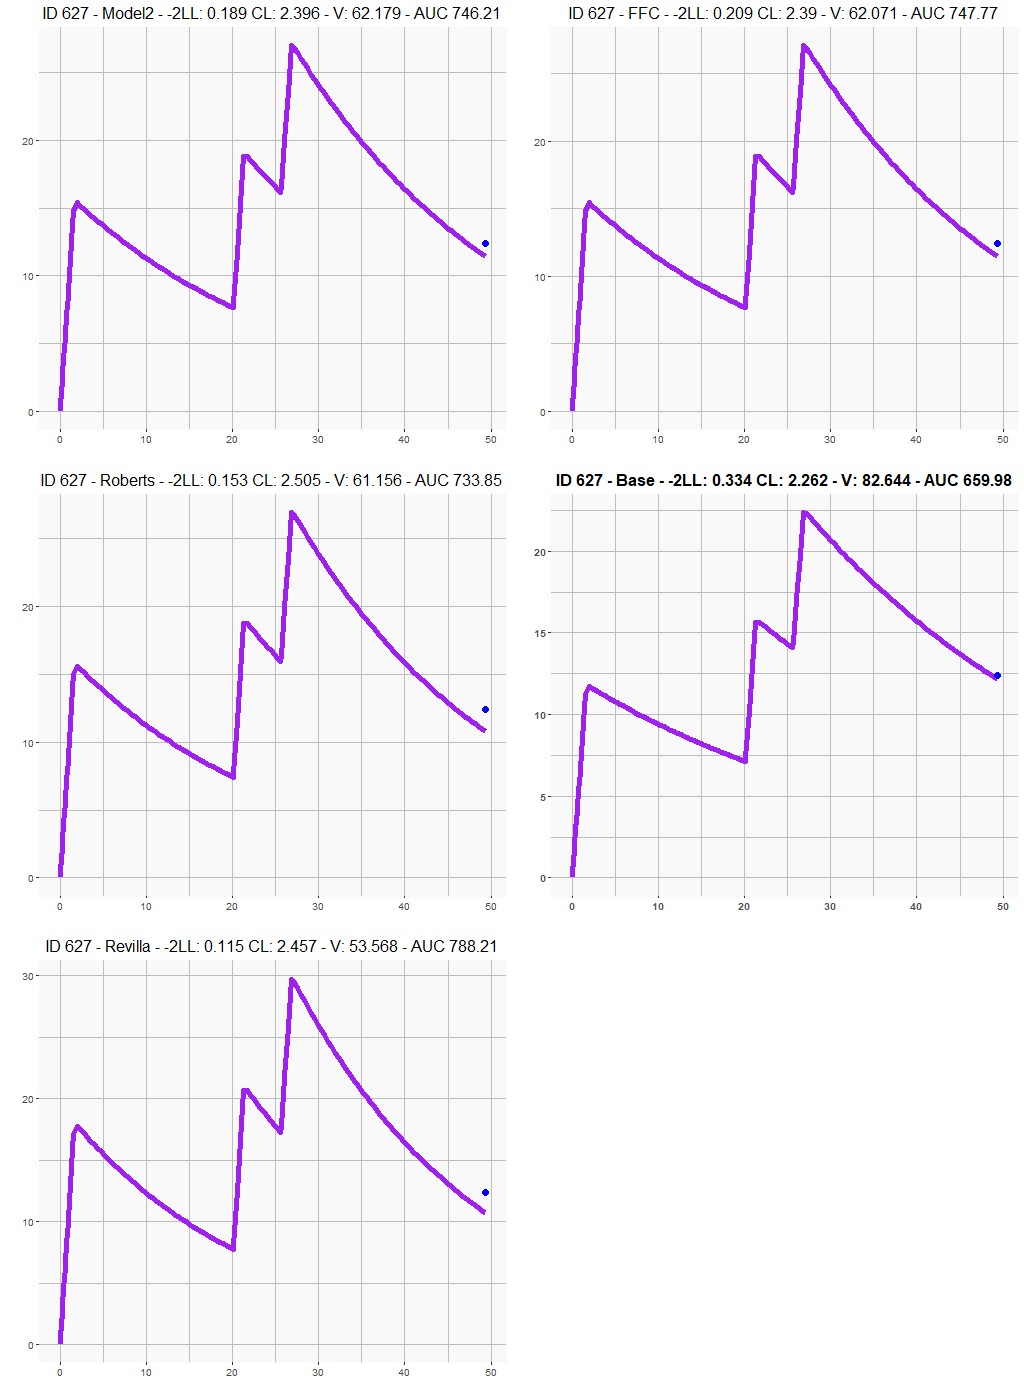 ID 627 - Model2 - -2LL: 0.189 CL: 2.396 - V: 62.179 - AUC 746.21
20
10
0
0 10 20 30 40 50
ID 627 - FFC - -2LL: 0.209 CL: 2.39 - V: 62.071 - AUC 747.77
20
10
0
0 10 20 30 40 50
ID 627 - Roberts - -2LL: 0.153 CL: 2.505 - V: 61.156 - AUC 733.85
20
10
0
0 10 20 30 40 50
ID 627 - Base - -2LL: 0.334 CL: 2.262 - V: 82.644 - AUC 659.98
20
15
10
5
0
0 10 20 30 40 50
ID 627 - Revilla - -2LL: 0.115 CL: 2.457 - V: 53.568 - AUC 788.21
30
20
10
0
0 10 20 30 40 50